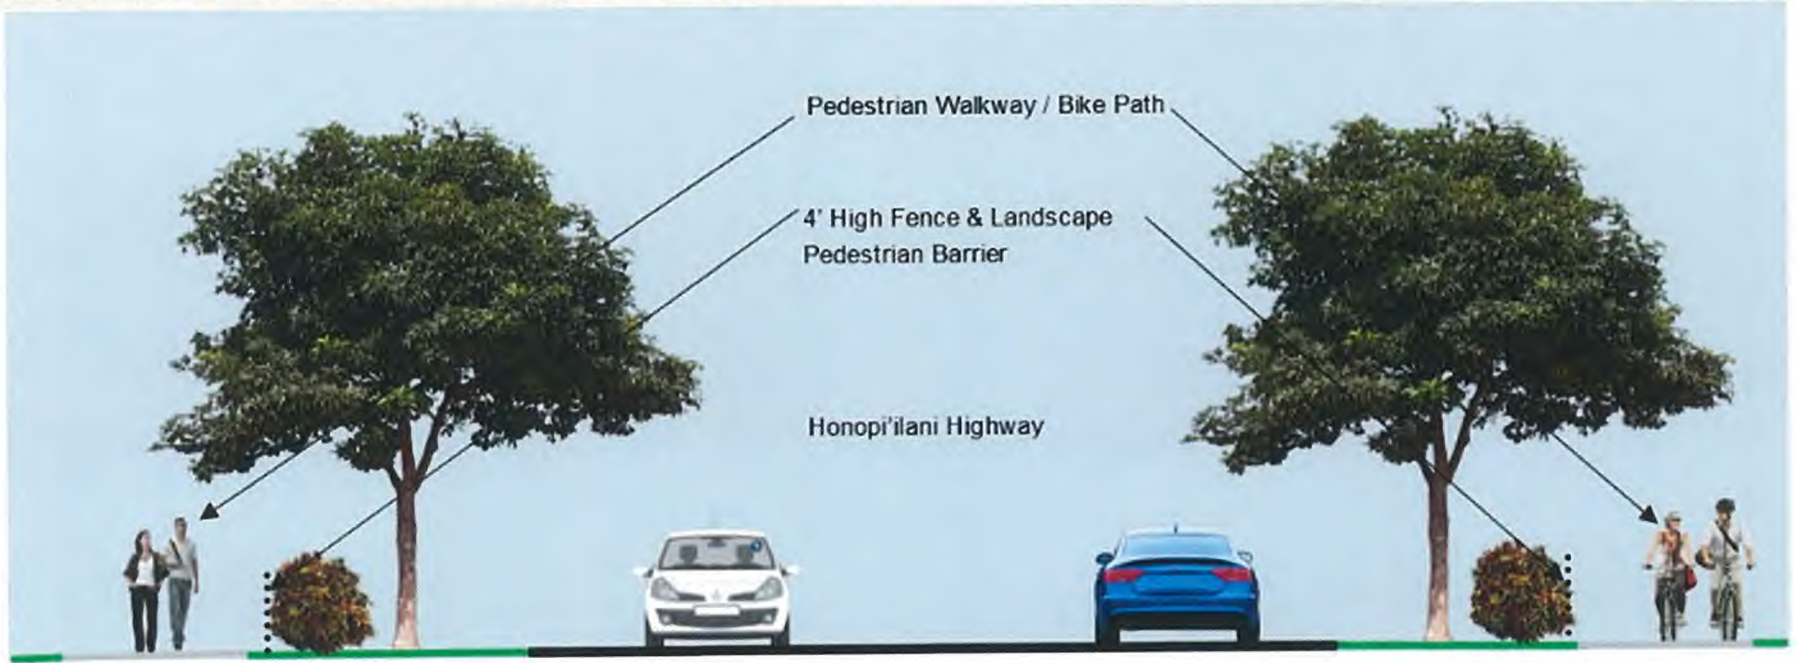 Pedestrian Walkway / Bike Path
4' High Fence & Landscape
Pedestrian Barrier
Honopi'ilani Highway